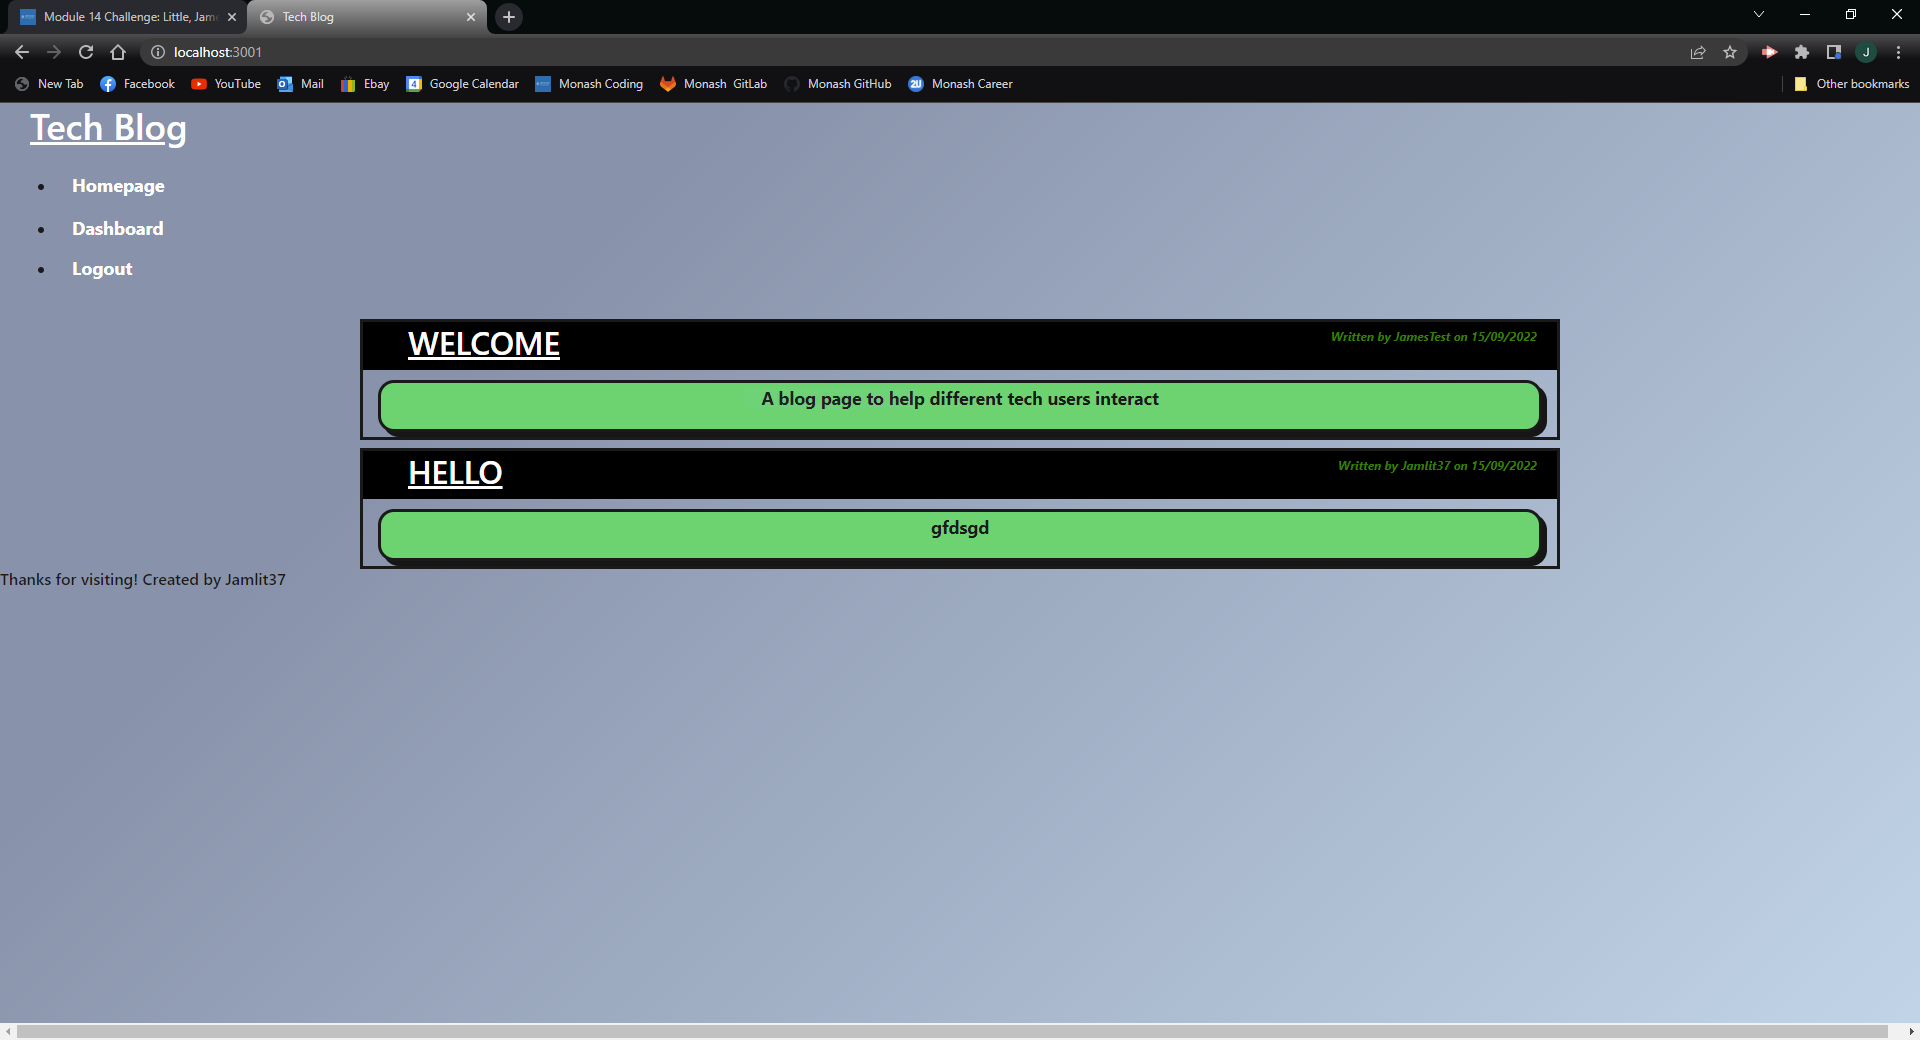 Module 14 Challenge: Little, Jam
Tech Blog
localhost:3001
J
New Tab
Facebook
YouTube
Mail
Ebay
4
Google Calendar
Monash Coding
Monash GitLab
Monash GitHub
2U
Monash Career
Other bookmarks
Tech Blog
Homepage
Dashboard
Logout
WELCOME
Written by JamesTest on 15/09/2022
A blog page to help different tech users interact
HELLO
Written by Jamlit37 on 15/09/2022
gfdsgd
Thanks for visiting! Created by Jamlit37